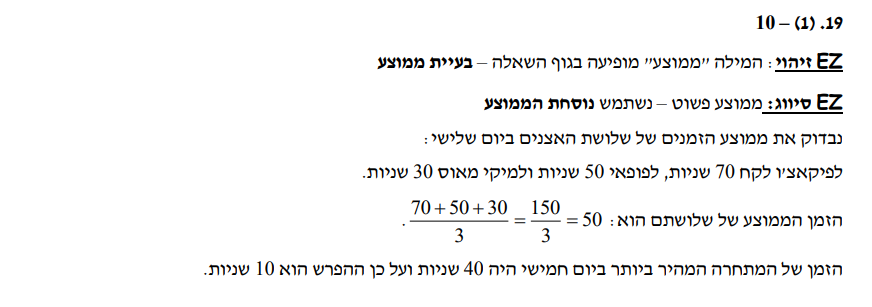 19. (1) – 10
EZ זיהוי: המילה "ממוצע" מופיעה בגוף השאלה – בעיית ממוצע
EZ סיווג: ממוצע פשוט – נשתמש נוסחת הממוצע
נבדוק את ממוצע הזמנים של שלושת האצנים ביום שלישי:
לפיקאצ'ו לקח 70 שניות, לפופאי 50 שניות ולמיקי מאוס 30 שניות.
הזמן הממוצע של שלושתם הוא: (70 + 50 + 30)/3 = 150/3 = 50.
הזמן של המתחרה המהיר ביותר ביום חמישי היה 40 שניות ועל כן ההפרש הוא 10 שניות.